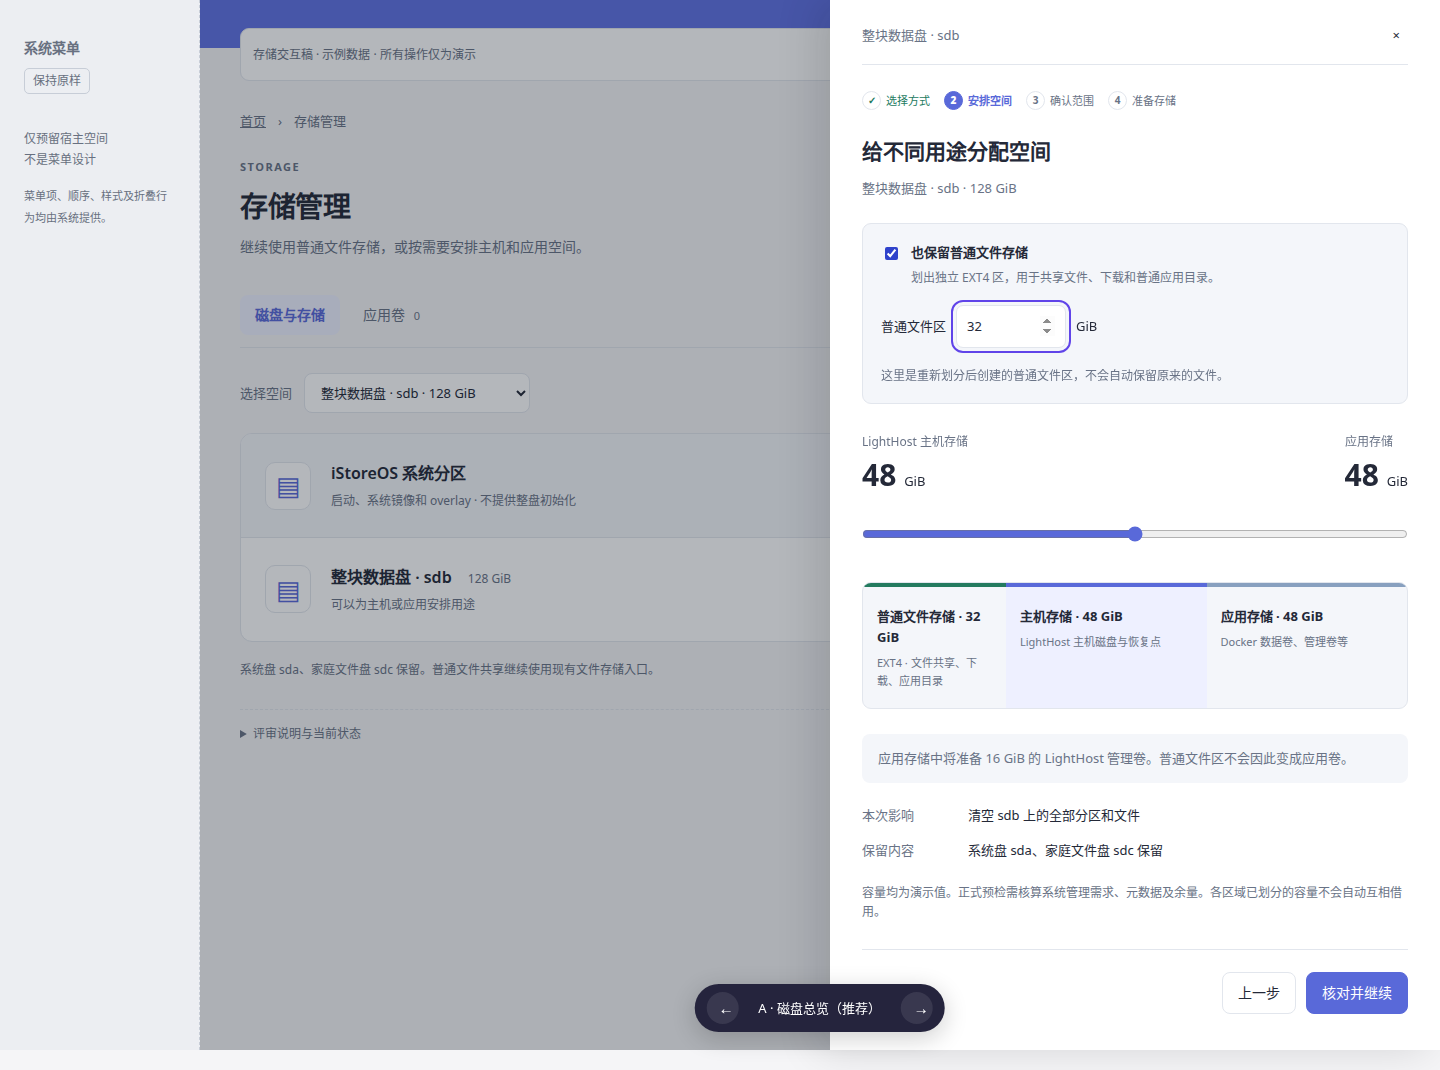 系统菜单
保持原样
仅预留宿主空间
不是菜单设计
菜单项、顺序、样式及折叠行
为均由系统提供。
存储交互稿 · 示例数据 · 所有操作仅为演示
首页 › 存储管理
STORAGE
存储管理
继续使用普通文件存储，或按需要安排主机和应用空间。
磁盘与存储
应用卷 0
选择空间
整块数据盘 · sdb · 128 GiB
iStoreOS 系统分区
启动、系统镜像和 overlay · 不提供整盘初始化
整块数据盘 · sdb 128 GiB
可以为主机或应用安排用途
系统盘 sda、家庭文件盘 sdc 保留。普通文件共享继续使用现有文件存储入口。
▶ 评审说明与当前状态
整块数据盘 · sdb
×
✓ 选择方式
2 安排空间
3 确认范围
4 准备存储
给不同用途分配空间
整块数据盘 · sdb · 128 GiB
也保留普通文件存储
划出独立 EXT4 区，用于共享文件、下载和普通应用目录。
普通文件区 32 GiB
这里是重新划分后创建的普通文件区，不会自动保留原来的文件。
LightHost 主机存储
48 GiB
应用存储
48 GiB
普通文件存储 · 32
GiB
EXT4 · 文件共享、下
载、应用目录
主机存储 · 48 GiB
LightHost 主机磁盘与恢复点
应用存储 · 48 GiB
Docker 数据卷、管理卷等
应用存储中将准备 16 GiB 的 LightHost 管理卷。普通文件区不会因此变成应用卷。
本次影响 清空 sdb 上的全部分区和文件
保留内容 系统盘 sda、家庭文件盘 sdc 保留
容量均为演示值。正式预检需核算系统管理需求、元数据及余量。各区域已划分的容量不会自动互相借
用。
上一步
核对并继续
← A · 磁盘总览（推荐） →